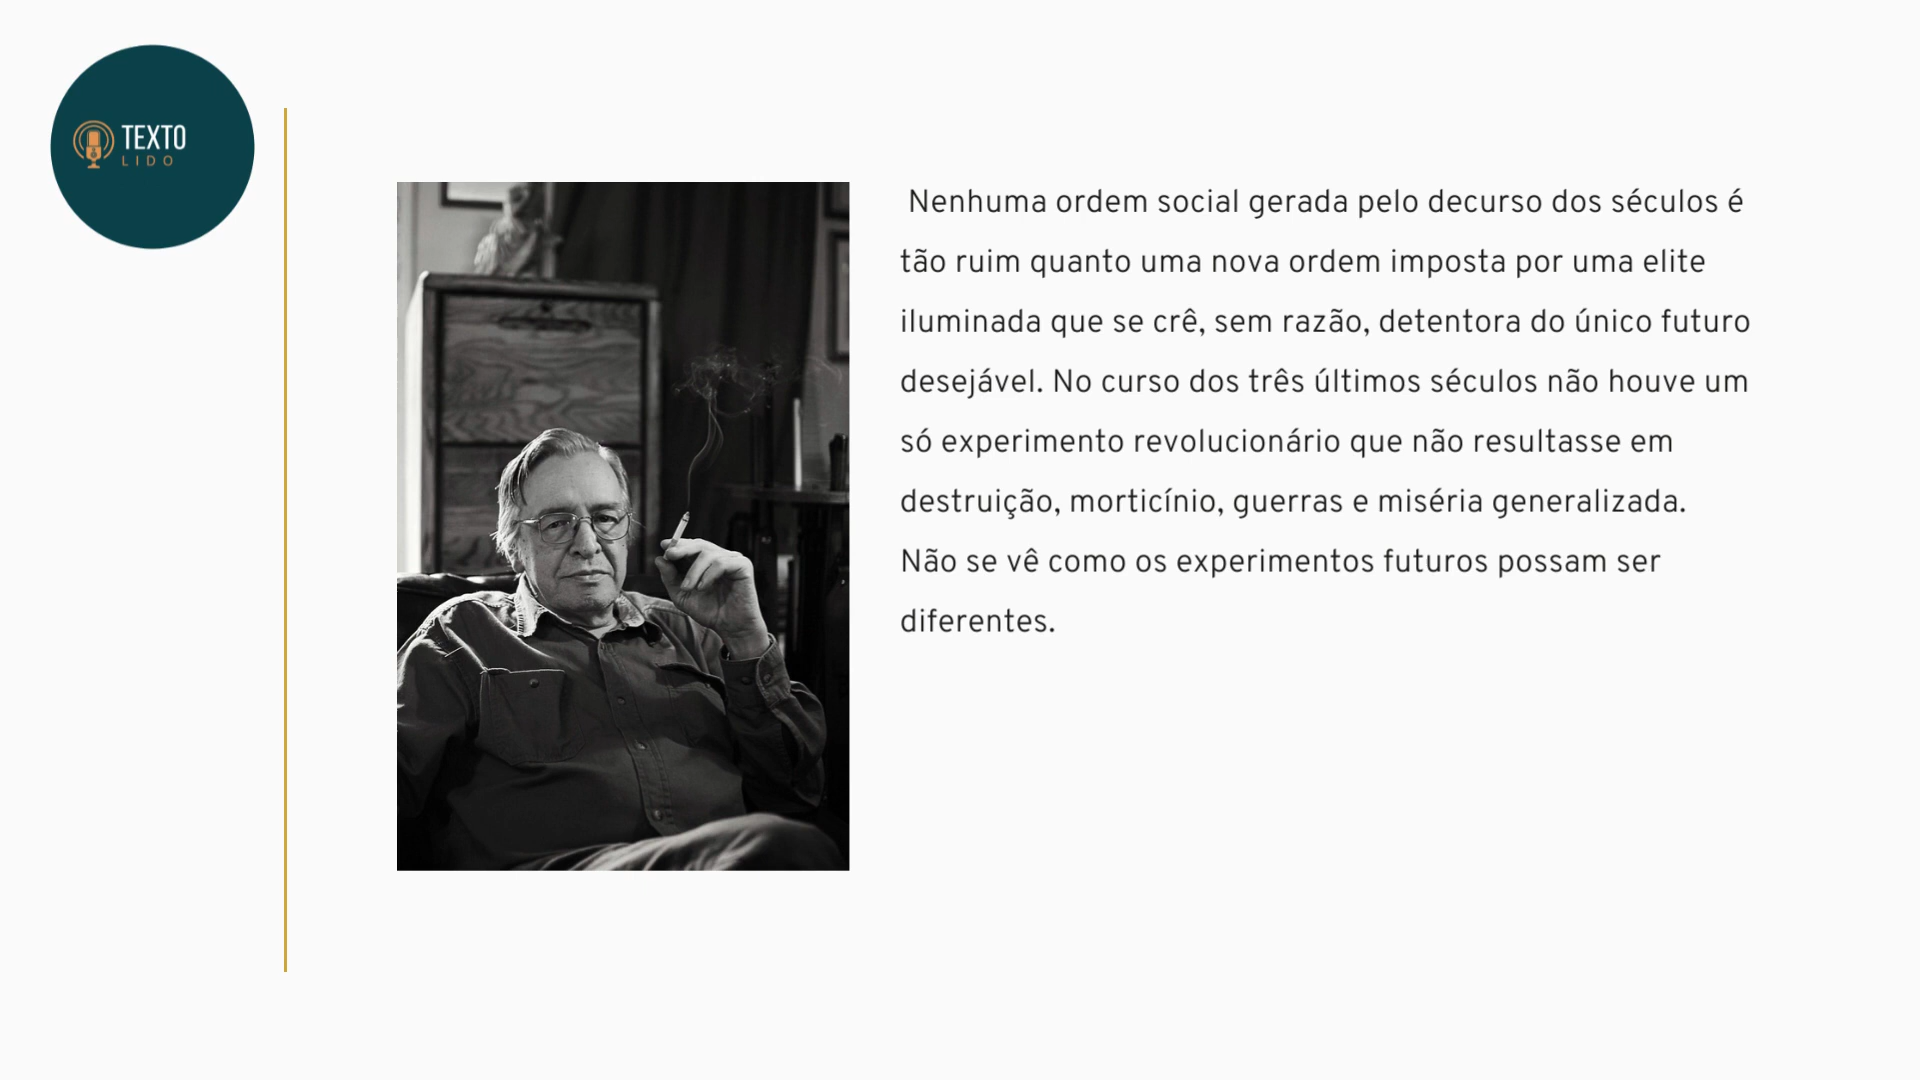 TEXTO
LIDO
Nenhuma ordem social gerada pelo decurso dos séculos é
tão ruim quanto uma nova ordem imposta por uma elite
iluminada que se crê, sem razão, detentora do único futuro
desejável. No curso dos três últimos séculos não houve um
só experimento revolucionário que não resultasse em
destruição, morticínio, guerras e miséria generalizada.
Não se vê como os experimentos futuros possam ser
diferentes.